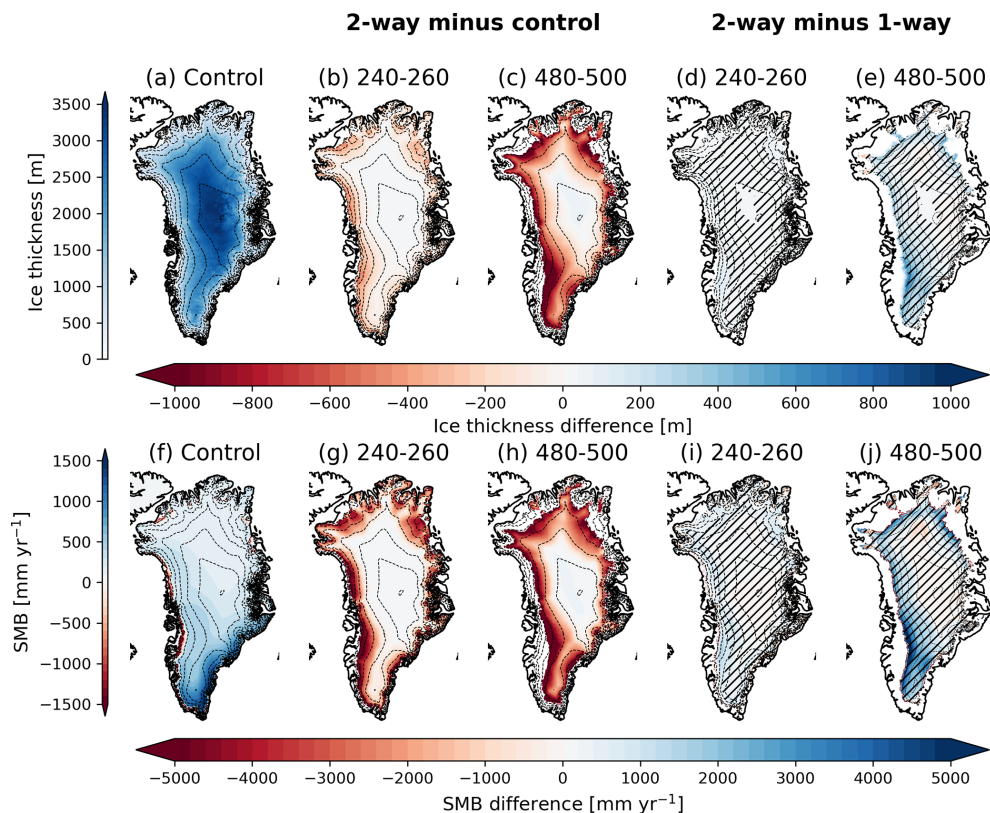 2-way minus control 2-way minus 1-way
(a) Control (b) 240-260 (c) 480-500 (d) 240-260 (e) 480-500
3500
3000
2500
2000
1500
1000
500
0
Ice thickness [m]
−1000 −800 −600 −400 −200 0 200 400 600 800 1000
Ice thickness difference [m]
(f) Control (g) 240-260 (h) 480-500 (i) 240-260 (j) 480-500
1500
1000
500
0
−500
−1000
−1500
SMB [mm yr⁻¹]
−5000 −4000 −3000 −2000 −1000 0 1000 2000 3000 4000 5000
SMB difference [mm yr⁻¹]